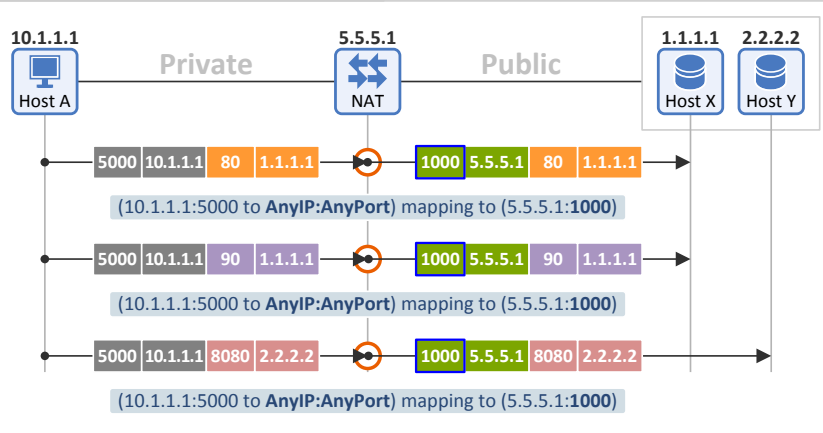 10.1.1.1 5.5.5.1 1.1.1.1 2.2.2.2
Private Public
Host A NAT Host X Host Y
5000 10.1.1.1 80 1.1.1.1 1000 5.5.5.1 80 1.1.1.1
(10.1.1.1:5000 to AnyIP:AnyPort) mapping to (5.5.5.1:1000)
5000 10.1.1.1 90 1.1.1.1 1000 5.5.5.1 90 1.1.1.1
(10.1.1.1:5000 to AnyIP:AnyPort) mapping to (5.5.5.1:1000)
5000 10.1.1.1 8080 2.2.2.2 1000 5.5.5.1 8080 2.2.2.2
(10.1.1.1:5000 to AnyIP:AnyPort) mapping to (5.5.5.1:1000)